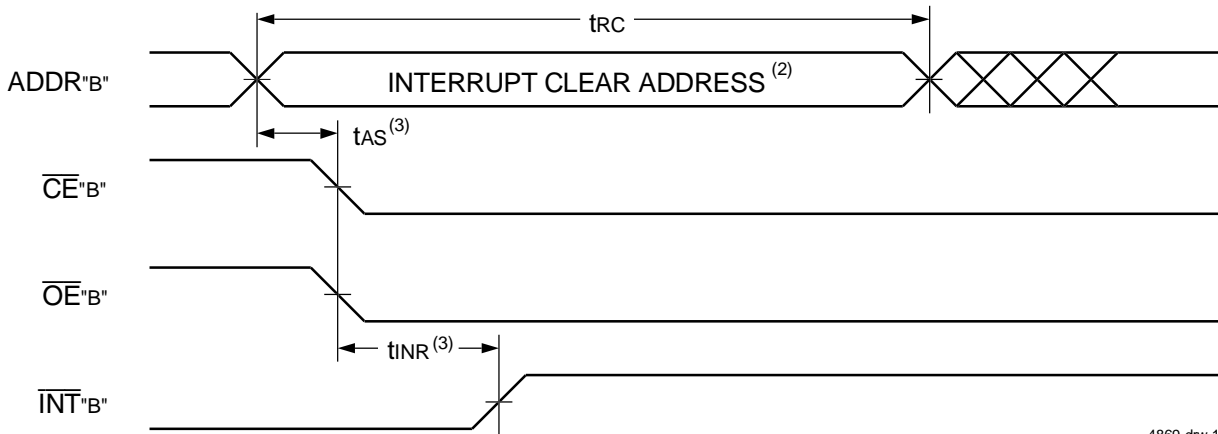 tRC
ADDR"B"
INTERRUPT CLEAR ADDRESS (2)
tAS(3)
CE"B"
OE"B"
tINR(3)
INT"B"